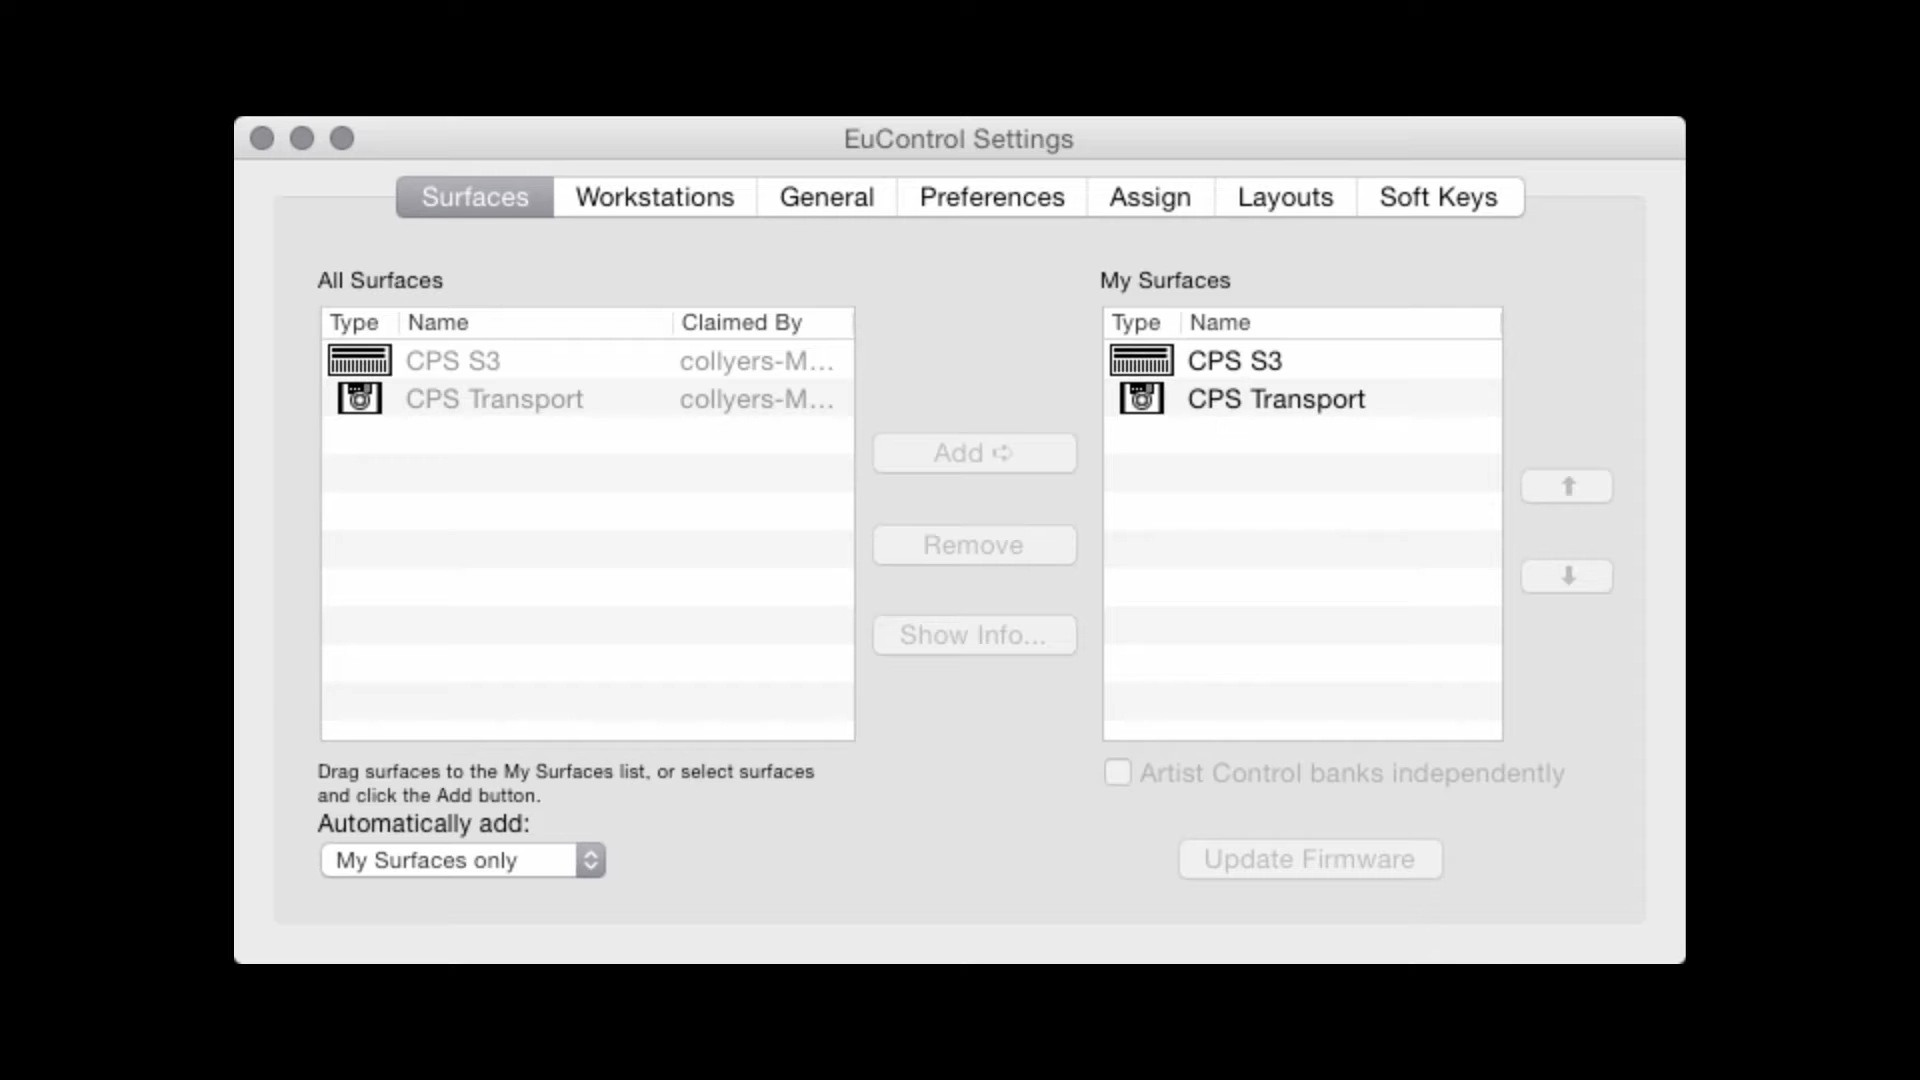 EuControl Settings
Surfaces Workstations General Preferences Assign Layouts Soft Keys
All Surfaces
Type Name Claimed By
CPS S3 collyers-M...
CPS Transport collyers-M...
Add
Remove
Show Info...
My Surfaces
Type Name
CPS S3
CPS Transport
Drag surfaces to the My Surfaces list, or select surfaces
and click the Add button.
Automatically add:
My Surfaces only
Artist Control banks independently
Update Firmware